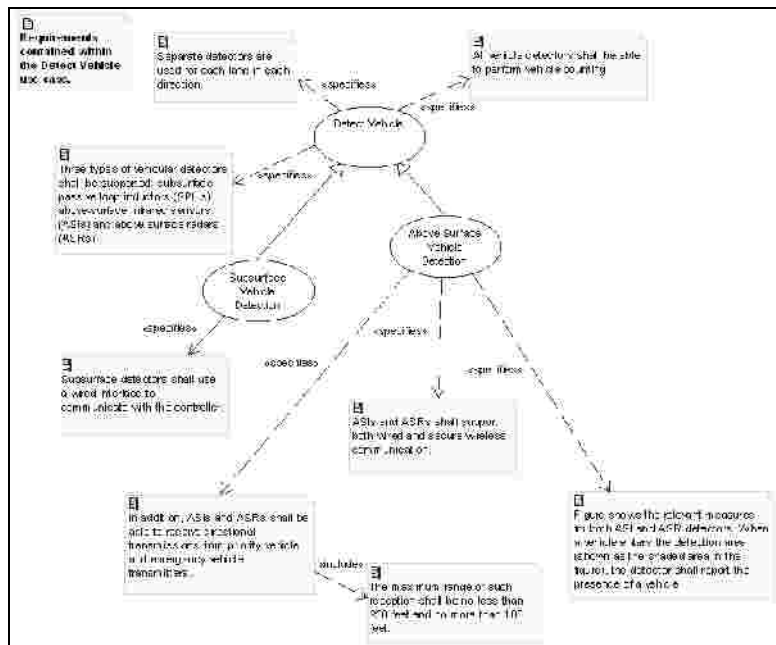 Requirements
contained within
the Detect Vehicle
use case.
Separate detectors are
used for each lane in each
direction.
All vehicle detectors shall be able
to perform vehicle counting
«specifies»
«specifies»
Detect Vehicle
Three types of vehicular detectors
shall be supported: subsurface
passive loop inductors
above-surface infrared sensors
(ASIs) and above surface radars
(ASRs)
«specifies»
Above Surface
Vehicle
Detection
Subsurface
Vehicle
Detection
«specifies»
«specifies»
«specifies»
«specifies»
Subsurface detectors shall use
a wired interface to
communicate with the controller.
ASIs and ASRs shall support
both wired and secure wireless
communication.
In addition, ASIs and ASRs shall be
able to receive directional
transmissions from priority vehicle
and emergency vehicle
transmitters.
«includes»
The maximum range of such
reception shall be no less than
feet and no more than
feet.
Figure shows the relevant measures
for both ASI and ASR detectors. When
a vehicle enters the detection area
(shown as the shaded area in the
figure), the detector shall report the
presence of a vehicle